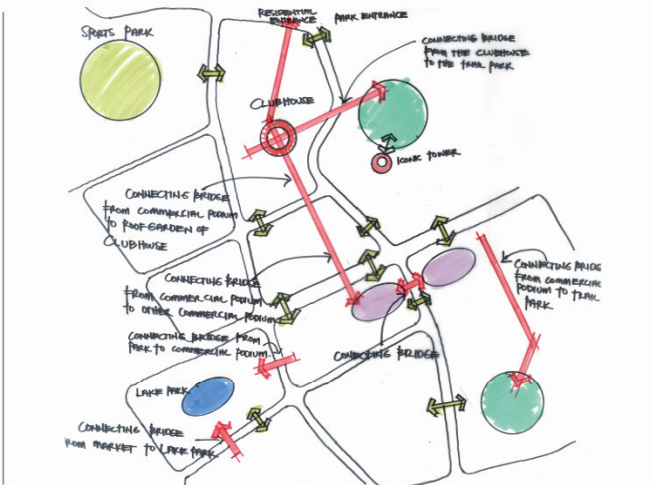 RESIDENTIAL
ENTRANCE
PARK ENTRANCE
SPORTS PARK
CONNECTING BRIDGE
FROM THE CLUBHOUSE
TO THE TRAIL PARK
CLUBHOUSE
ICONIC TOWER
CONNECTING BRIDGE
FROM COMMERCIAL PODIUM
TO ROOF GARDEN OF
CLUBHOUSE
CONNECTING BRIDGE
FROM COMMERCIAL PODIUM
TO OTHER COMMERCIAL PODIUM
CONNECTING BRIDGE
FROM COMMERCIAL
PODIUM TO TRAIL
PARK
CONNECTING BRIDGE FROM
PARK TO COMMERCIAL PODIUM.
CONNECTING BRIDGE
LAKE PARK
CONNECTING BRIDGE
FROM MARKET TO LAKE PARK